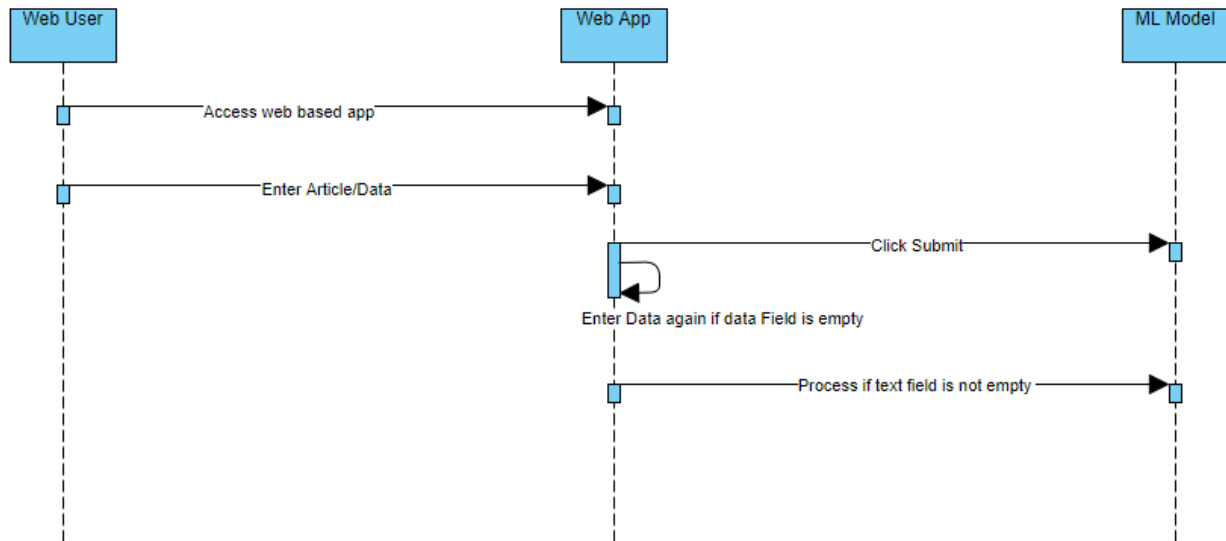 Web User
Web App
ML Model
Access web based app
Enter Article/Data
Click Submit
Enter Data again if data Field is empty
Process if text field is not empty